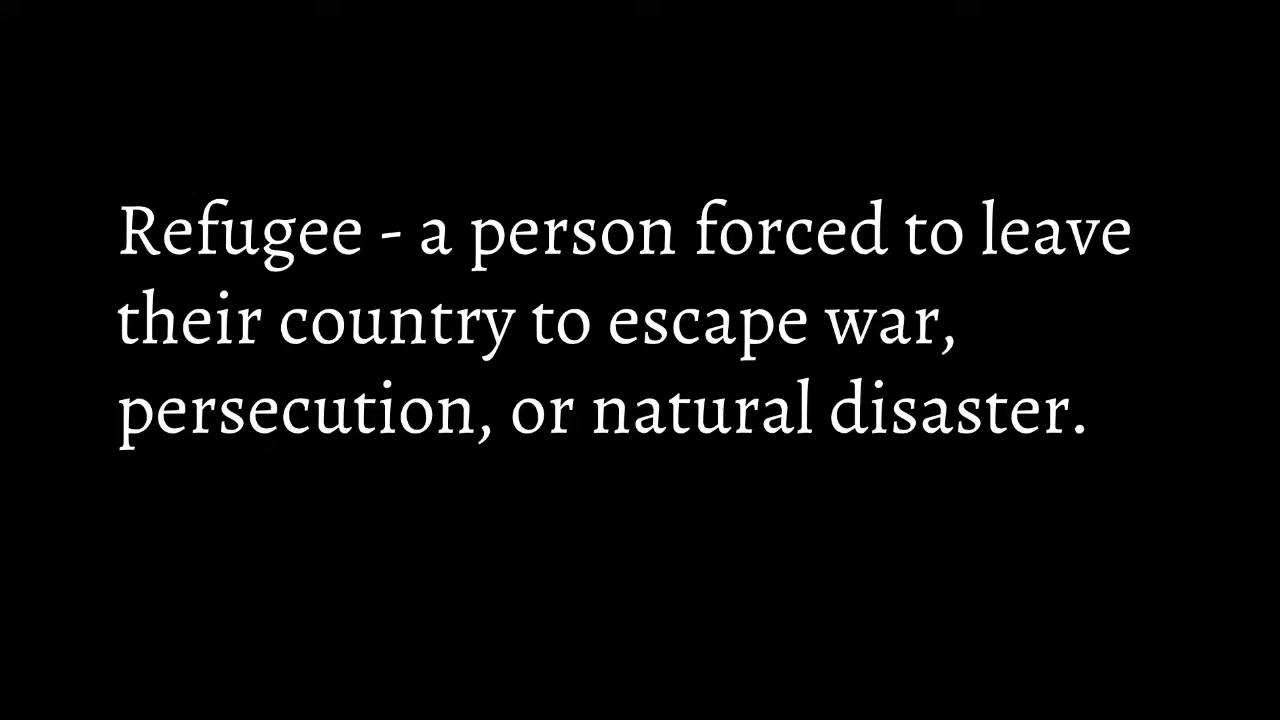 Refugee - a person forced to leave
their country to escape war,
persecution, or natural disaster.